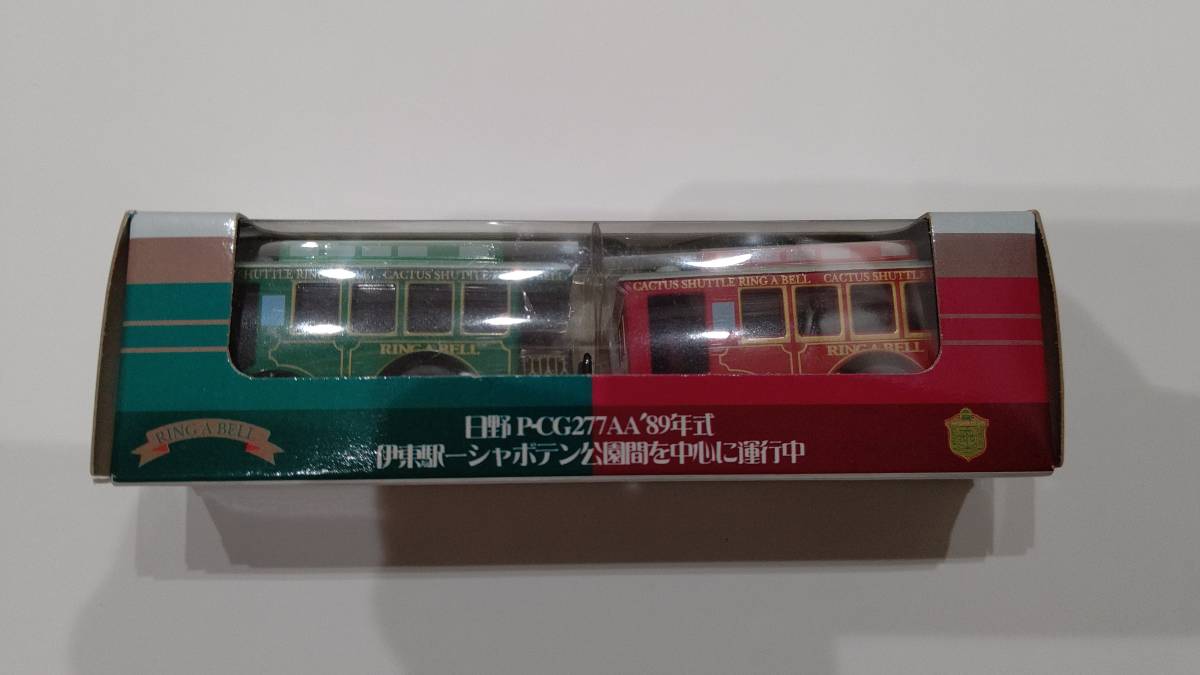 HUTTLE RING
CACTUS SHUTTLE
RING A BELL
CACTUS SHUTTLE RING A BELL
CACTUS SHUTTLE
RING A BELL
RING A BELL
日野 P-CG277AA'89年式
伊東駅ーシャボテン公園間を中心に運行中